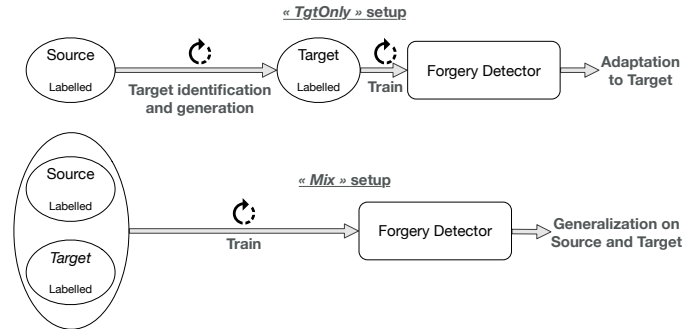 « TgtOnly » setup
Source
Labelled
Target identification
and generation
Target
Labelled
Train
Forgery Detector
Adaptation
to Target
« Mix » setup
Source
Labelled
Target
Labelled
Train
Forgery Detector
Generalization on
Source and Target